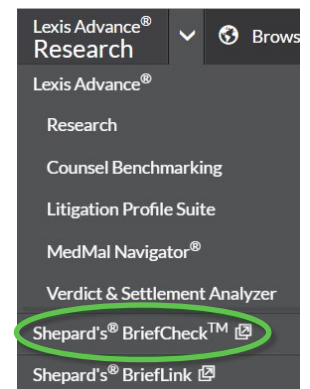 Lexis Advance®
Research
Brows
Lexis Advance®
Research
Counsel Benchmarking
Litigation Profile Suite
MedMal Navigator®
Verdict & Settlement Analyzer
Shepard's® BriefCheck™
Shepard's® BriefLink